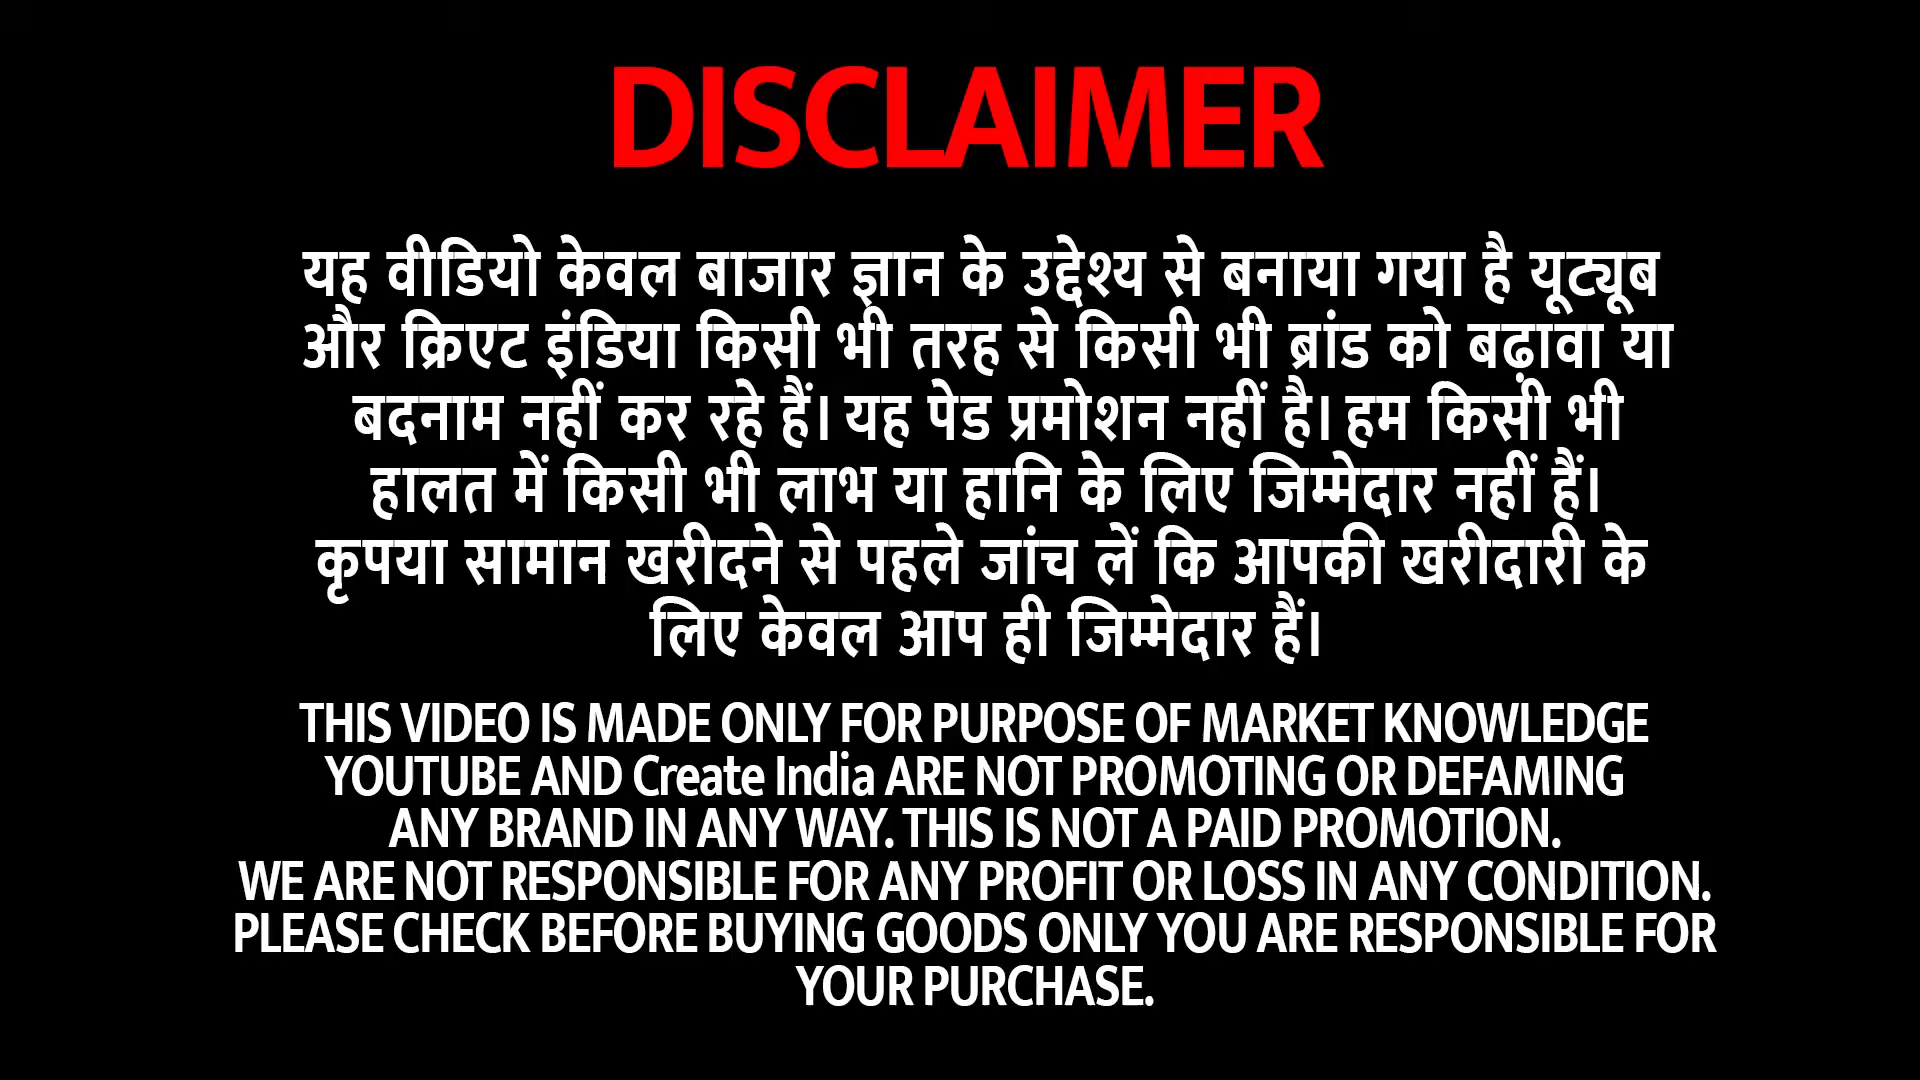 DISCLAIMER
यह वीडियो केवल बाजार ज्ञान के उद्देश्य से बनाया गया है यूट्यूब
और क्रिएट इंडिया किसी भी तरह से किसी भी ब्रांड को बढ़ावा या
बदनाम नहीं कर रहे हैं। यह पेड प्रमोशन नहीं है। हम किसी भी
हालत में किसी भी लाभ या हानि के लिए जिम्मेदार नहीं हैं।
कृपया सामान खरीदने से पहले जांच लें कि आपकी खरीदारी के
लिए केवल आप ही जिम्मेदार हैं।
THIS VIDEO IS MADE ONLY FOR PURPOSE OF MARKET KNOWLEDGE
YOUTUBE AND Create India ARE NOT PROMOTING OR DEFAMING
ANY BRAND IN ANY WAY. THIS IS NOT A PAID PROMOTION.
WE ARE NOT RESPONSIBLE FOR ANY PROFIT OR LOSS IN ANY CONDITION.
PLEASE CHECK BEFORE BUYING GOODS ONLY YOU ARE RESPONSIBLE FOR
YOUR PURCHASE.